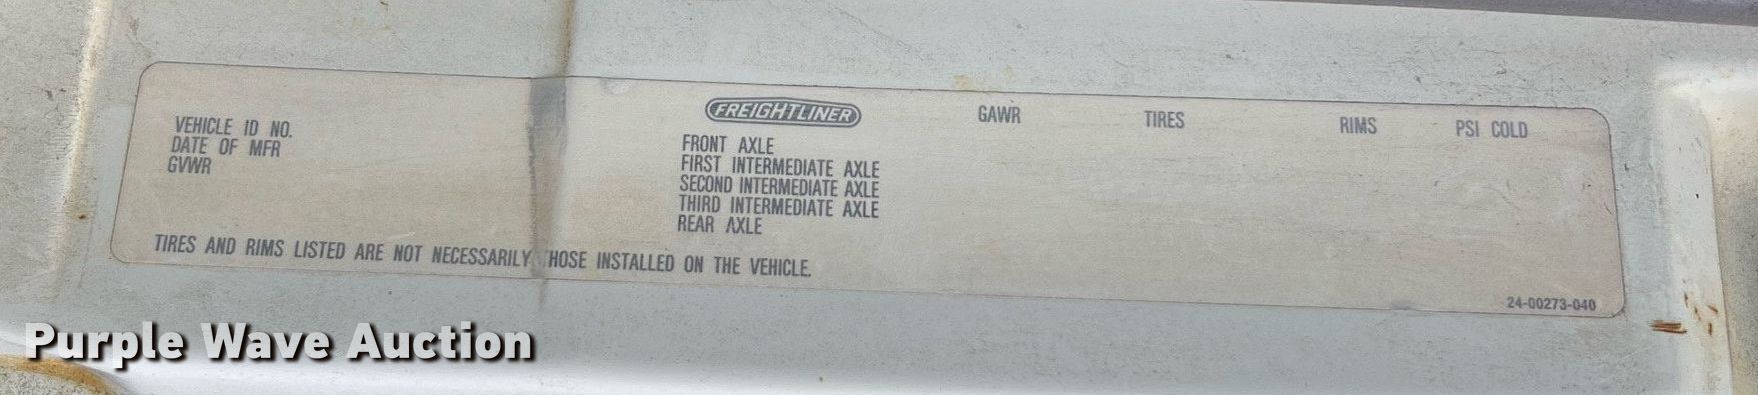 FREIGHTLINER
GAWR TIRES RIMS PSI COLD
VEHICLE ID NO.
DATE OF MFR
GVWR
FRONT AXLE
FIRST INTERMEDIATE AXLE
SECOND INTERMEDIATE AXLE
THIRD INTERMEDIATE AXLE
REAR AXLE
TIRES AND RIMS LISTED ARE NOT NECESSARILY THOSE INSTALLED ON THE VEHICLE.
24-00273-040
Purple Wave Auction